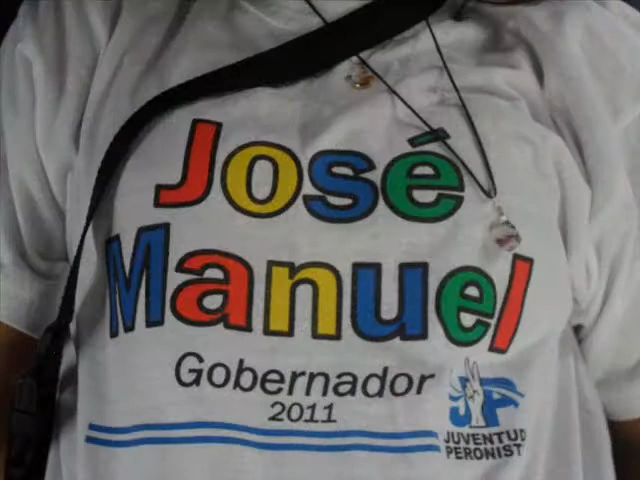 José
Manuel
Gobernador
2011
JP
JUVENTUD
PERONIST